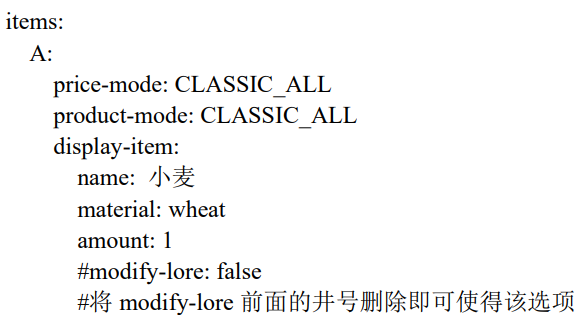 items:
A:
price-mode: CLASSIC_ALL
product-mode: CLASSIC_ALL
display-item:
name: 小麦
material: wheat
amount: 1
#modify-lore: false
#将 modify-lore 前面的井号删除即可使得该选项